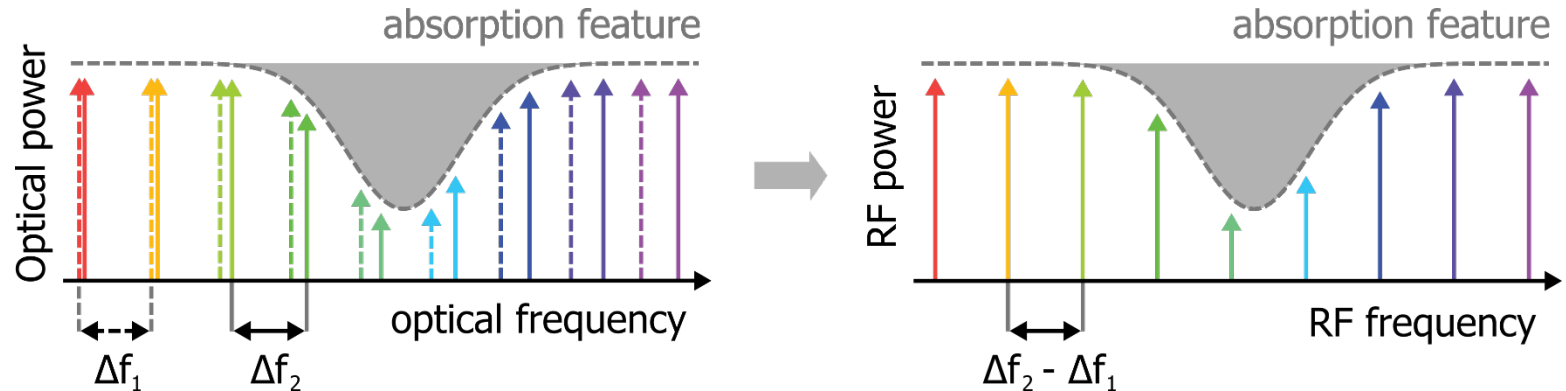 absorption feature
Optical power
optical frequency
Δf₁
Δf₂
absorption feature
RF power
RF frequency
Δf₂ - Δf₁